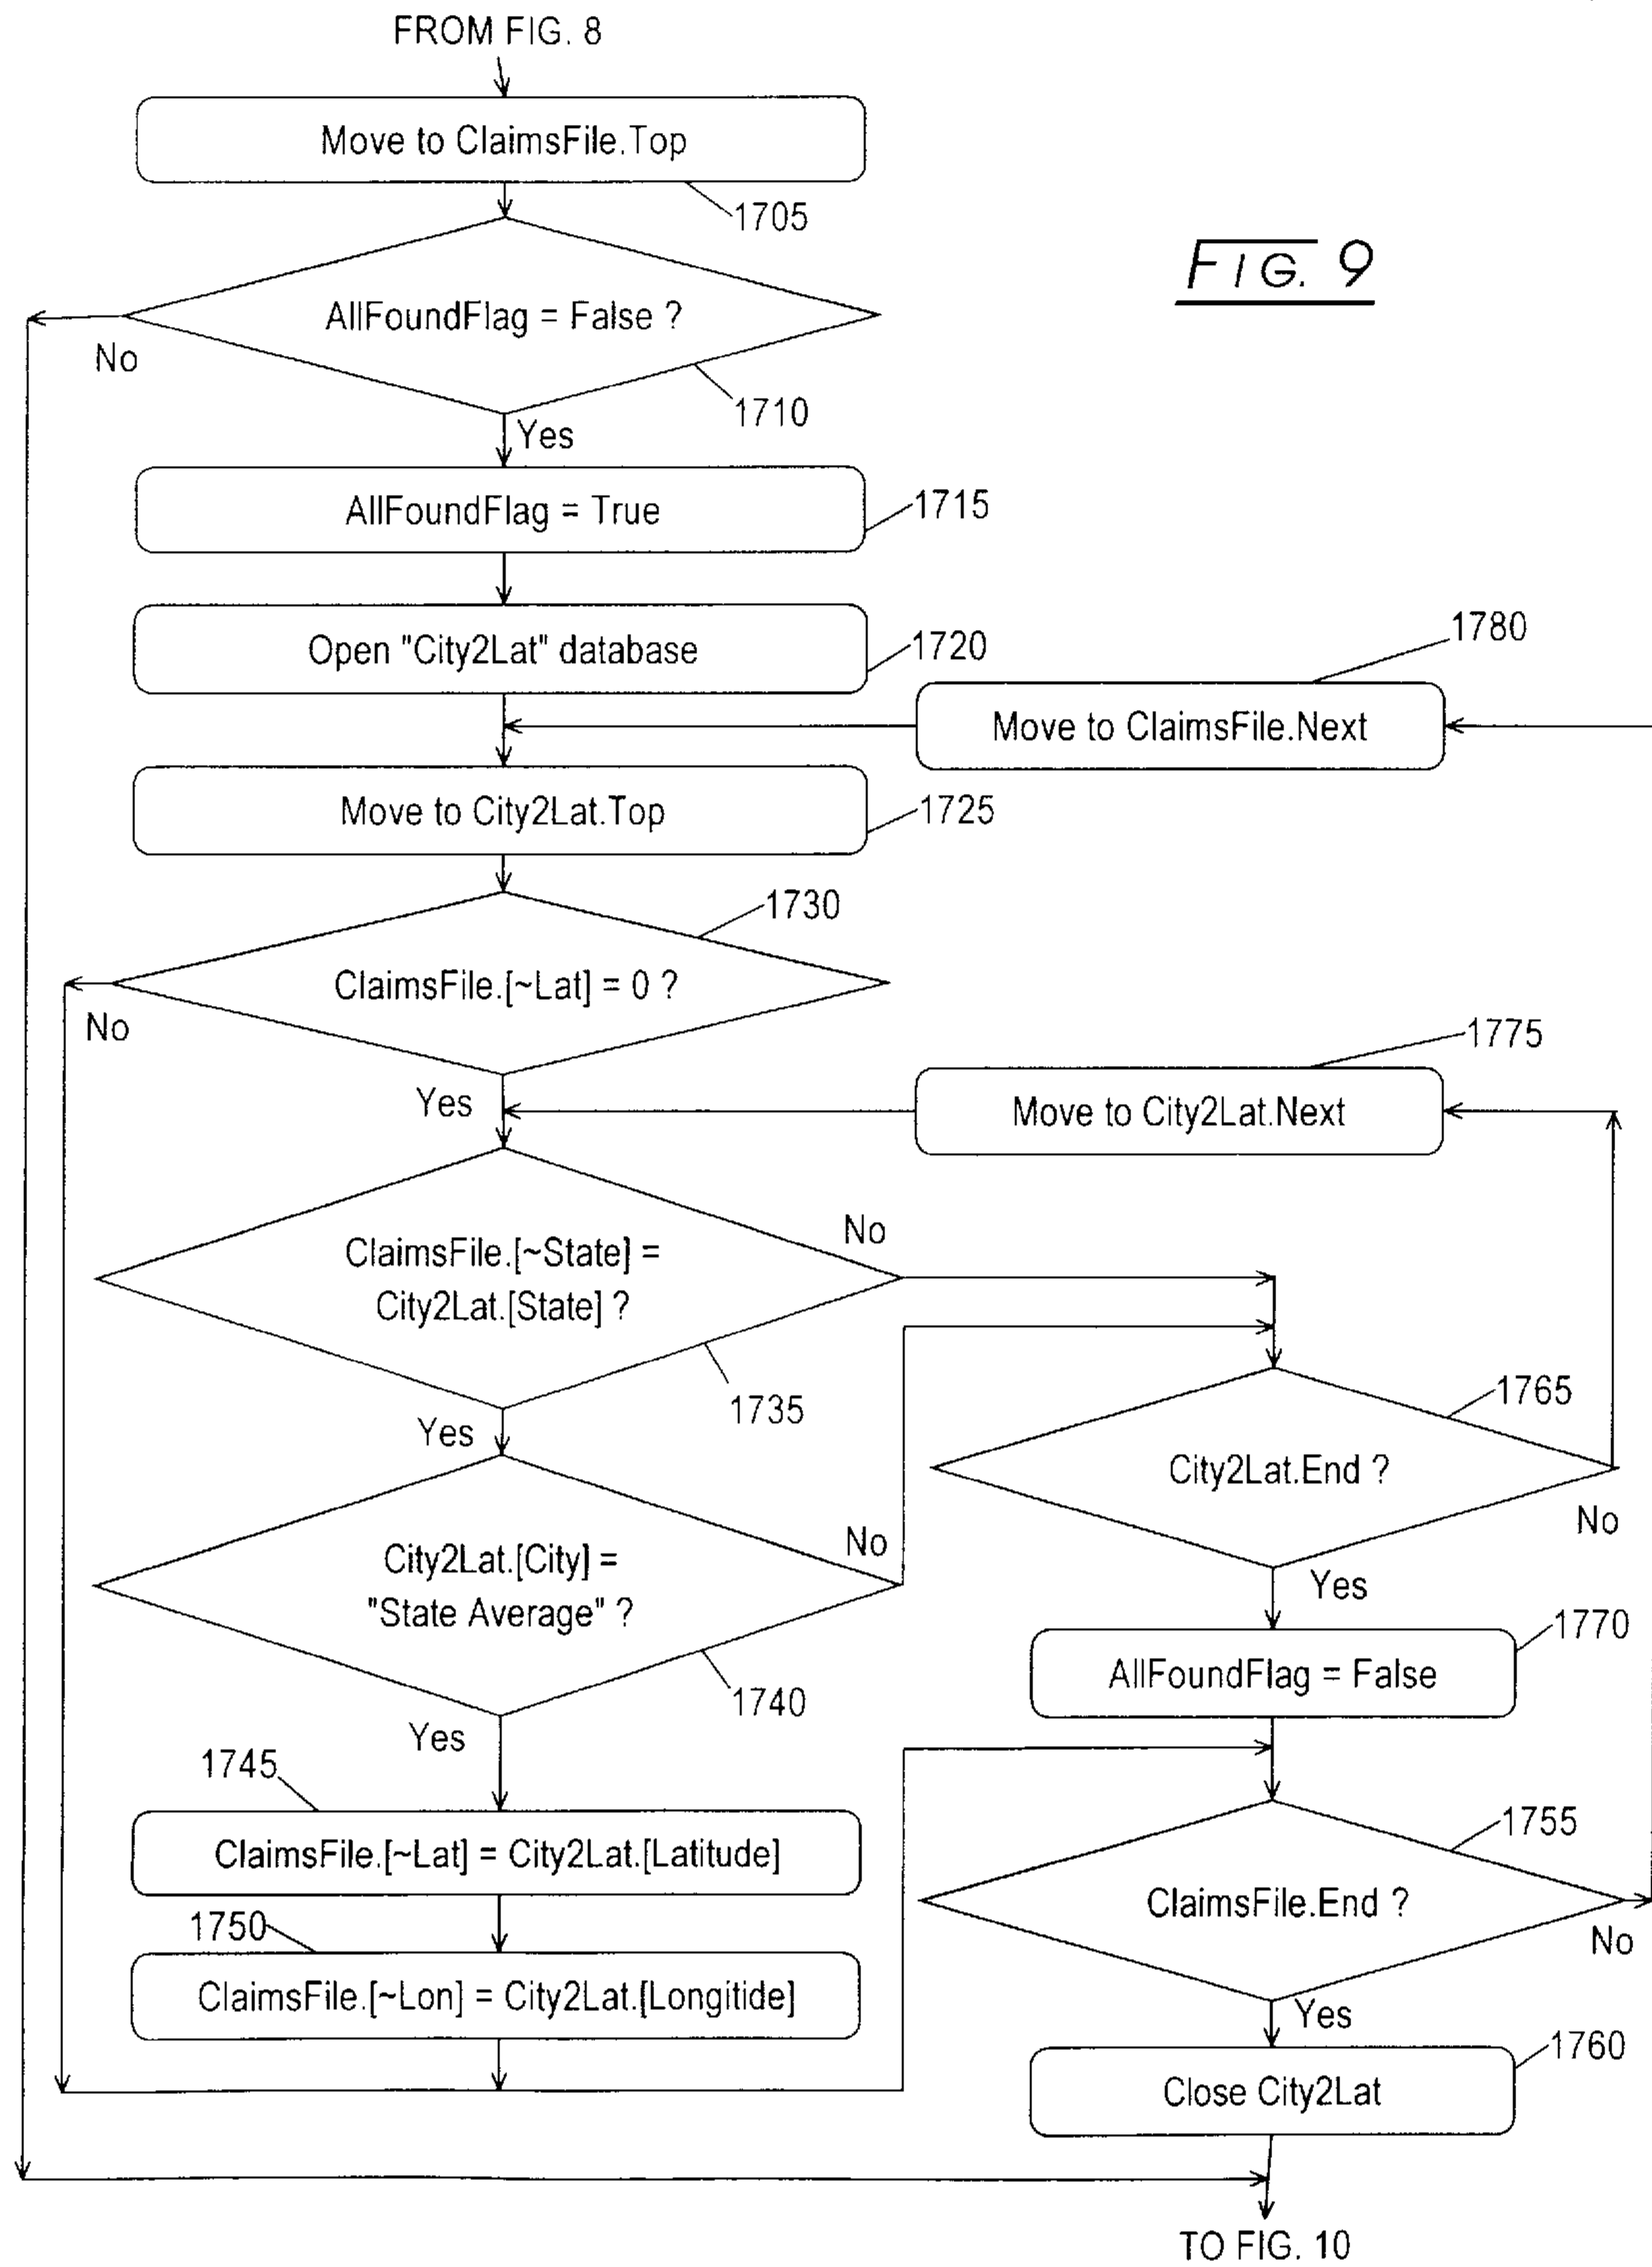 FROM FIG. 8
Move to ClaimsFile.Top
1705
FIG. 9
AllFoundFlag = False ?
No
1710
Yes
AllFoundFlag = True
1715
Open "City2Lat" database
1720
1780
Move to ClaimsFile.Next
Move to City2Lat.Top
1725
1730
ClaimsFile.[~Lat] = 0 ?
No
1775
Yes
Move to City2Lat.Next
No
ClaimsFile.[~State] =
City2Lat.[State] ?
1735
Yes
1765
City2Lat.End ?
No
No
City2Lat.[City] =
"State Average" ?
1740
Yes
Yes
1770
AllFoundFlag = False
1745
ClaimsFile.[~Lat] = City2Lat.[Latitude]
1755
ClaimsFile.End ?
No
1750
ClaimsFile.[~Lon] = City2Lat.[Longitide]
Yes
1760
Close City2Lat
TO FIG. 10